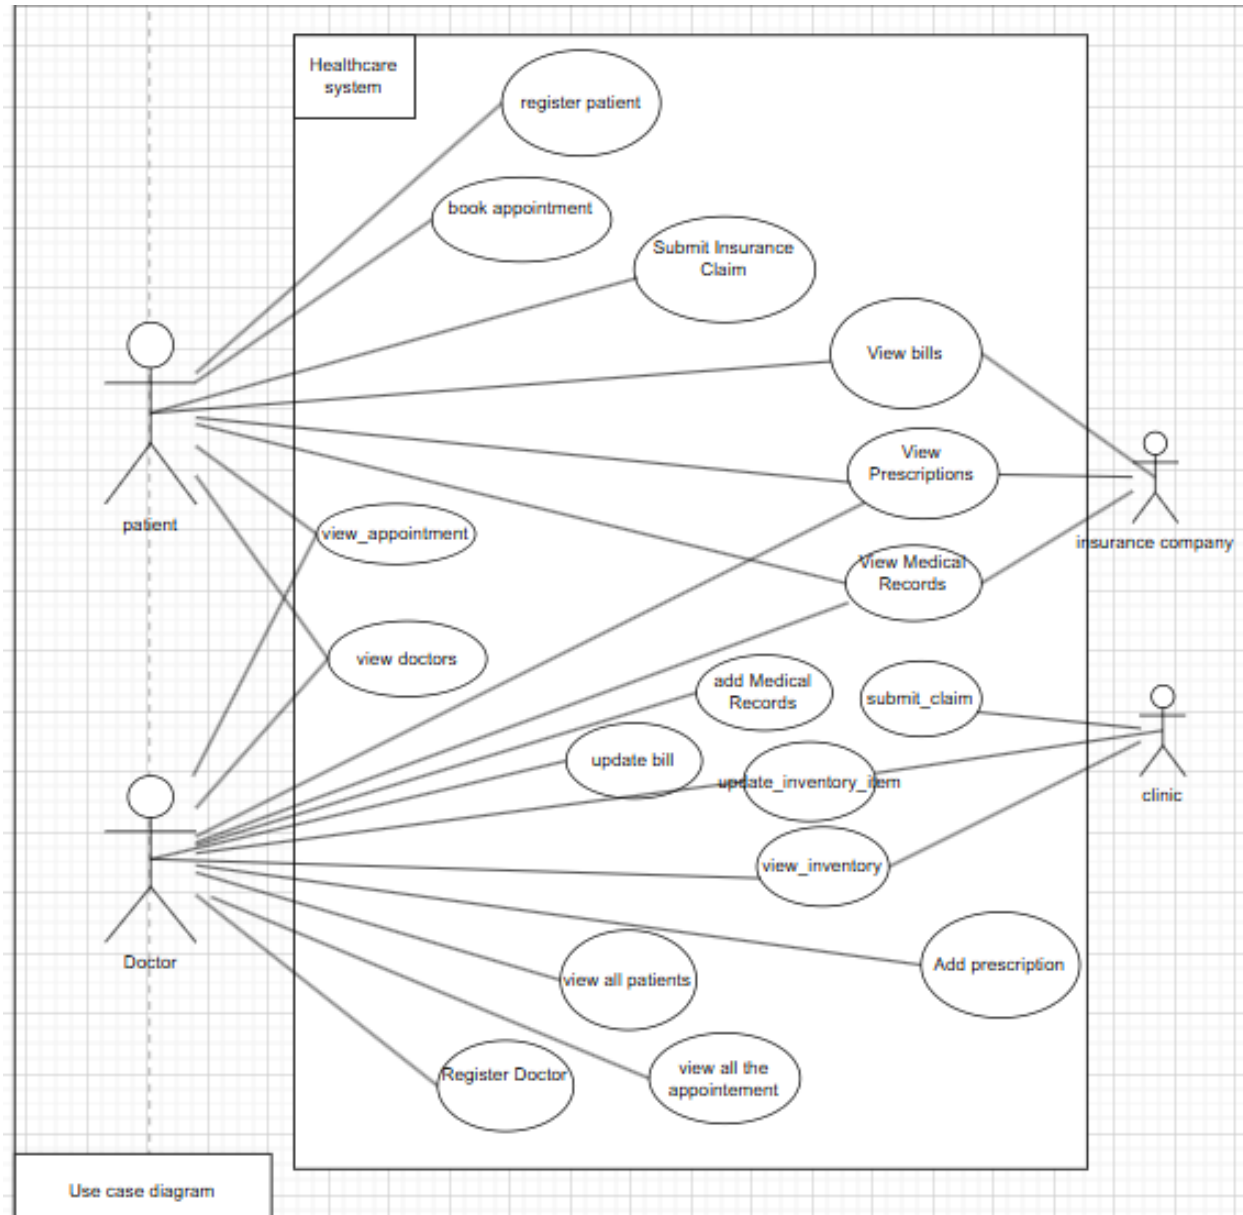 Healthcare
system
register patient
book appointment
Submit Insurance
Claim
View bills
View
Prescriptions
patient
view_appointment
insurance company
View Medical
Records
view doctors
add Medical
Records
submit_claim
update bill
update_inventory_item
clinic
view_inventory
Doctor
Add prescription
view all patients
Register Doctor
view all the
appointement
Use case diagram